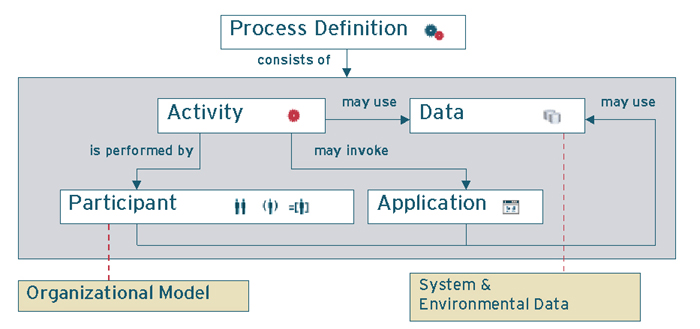 Process Definition
consists of
Activity
may use
Data
may use
is performed by
may invoke
Participant
Application
Organizational Model
System &
Environmental Data